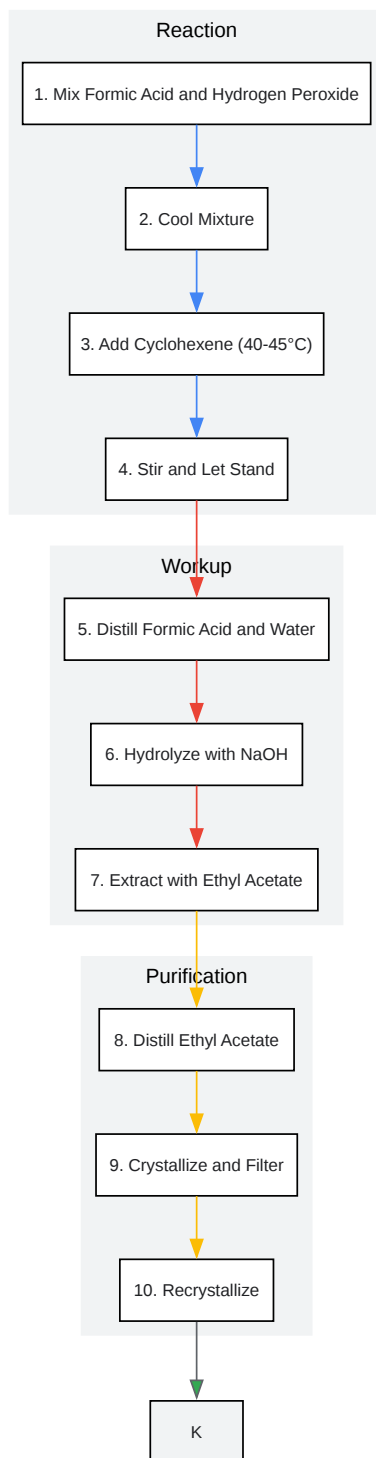 Reaction
1. Mix Formic Acid and Hydrogen Peroxide
2. Cool Mixture
3. Add Cyclohexene (40-45°C)
4. Stir and Let Stand
Workup
5. Distill Formic Acid and Water
6. Hydrolyze with NaOH
7. Extract with Ethyl Acetate
Purification
8. Distill Ethyl Acetate
9. Crystallize and Filter
10. Recrystallize
K